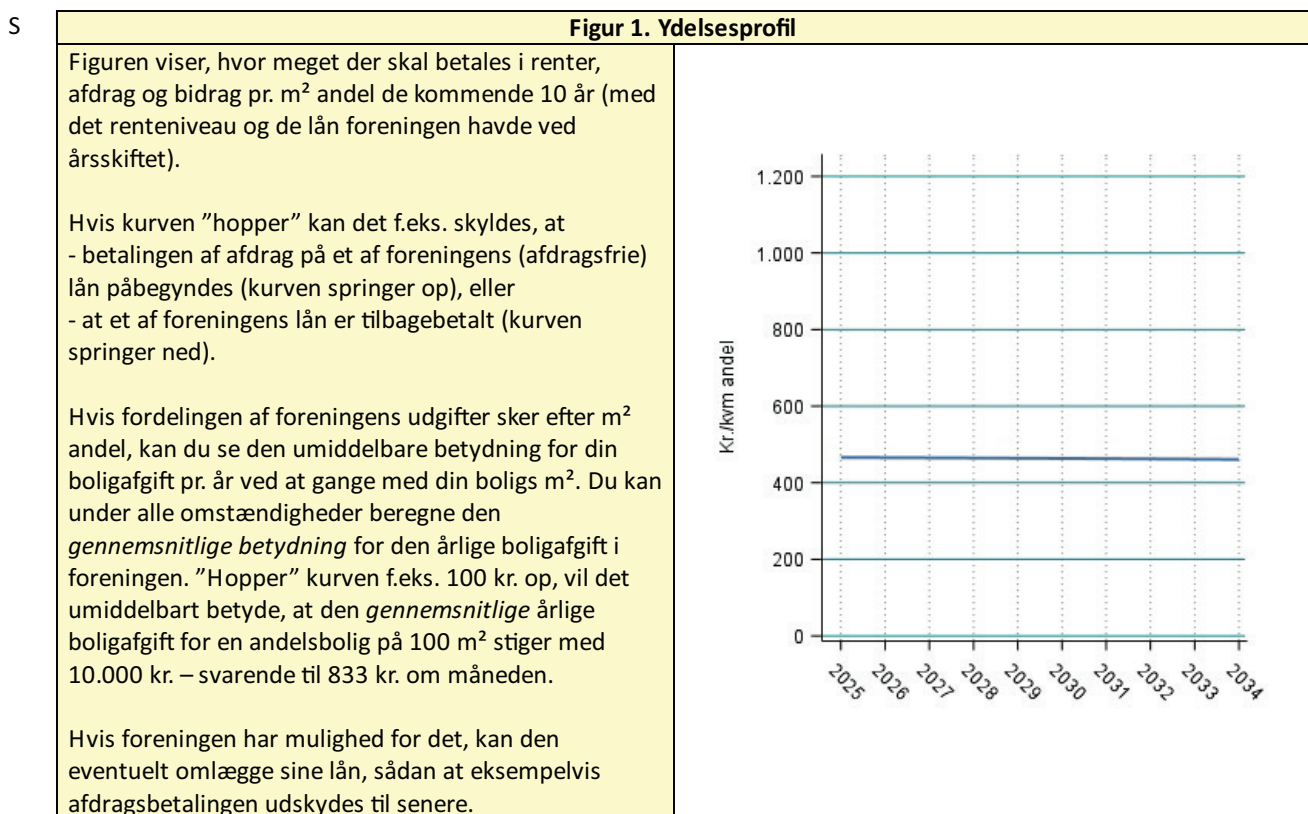 S
Figur 1. Ydelsesprofil
Figuren viser, hvor meget der skal betales i renter,
afdrag og bidrag pr. m² andel de kommende 10 år (med
det renteniveau og de lån foreningen havde ved
årsskiftet).
Hvis kurven ”hopper” kan det f.eks. skyldes, at
- betalingen af afdrag på et af foreningens (afdragsfrie)
lån påbegyndes (kurven springer op), eller
- at et af foreningens lån er tilbagebetalt (kurven
springer ned).
Hvis fordelingen af foreningens udgifter sker efter m²
andel, kan du se den umiddelbare betydning for din
boligafgift pr. år ved at gange med din boligs m². Du kan
under alle omstændigheder beregne den
gennemsnitlige betydning for den årlige boligafgift i
foreningen. ”Hopper” kurven f.eks. 100 kr. op, vil det
umiddelbart betyde, at den gennemsnitlige årlige
boligafgift for en andelsbolig på 100 m² stiger med
10.000 kr. – svarende til 833 kr. om måneden.
Hvis foreningen har mulighed for det, kan den
eventuelt omlægge sine lån, sådan at eksempelvis
afdragsbetalingen udskydes til senere.
Kr./kvm andel
1.200
1.000
800
600
400
200
0
2025
2026
2027
2028
2029
2030
2031
2032
2033
2034